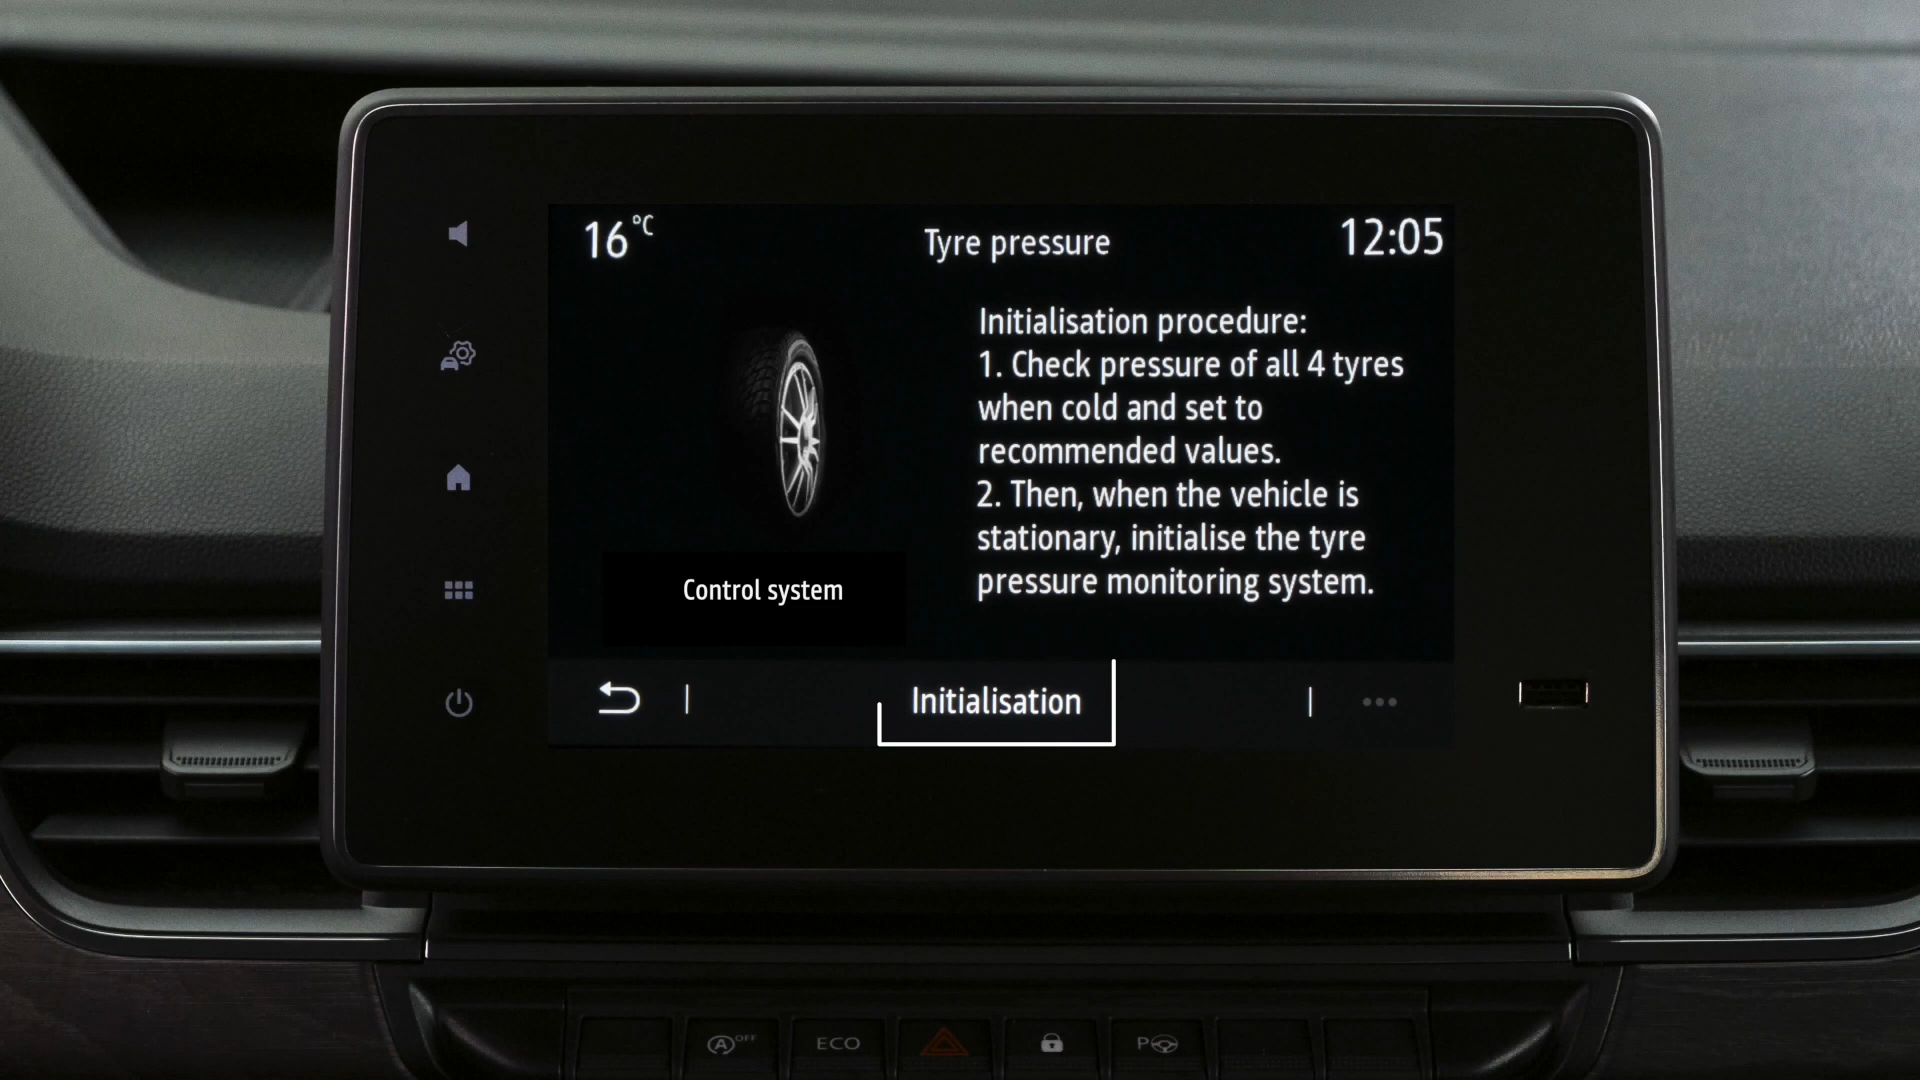 16 °C
Tyre pressure
12:05
Initialisation procedure:
1. Check pressure of all 4 tyres
when cold and set to
recommended values.
2. Then, when the vehicle is
stationary, initialise the tyre
pressure monitoring system.
Control system
Initialisation
A OFF
ECO
P